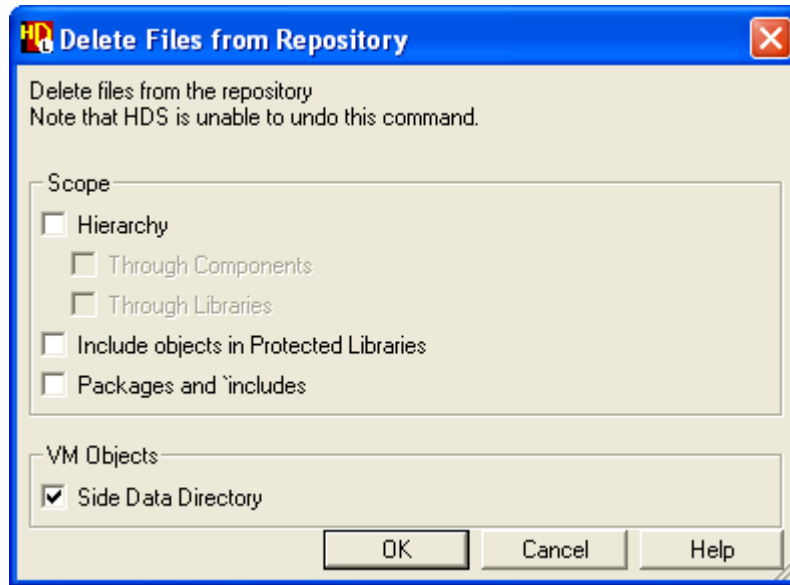 Delete Files from Repository
Delete files from the repository
Note that HDS is unable to undo this command.
Scope
Hierarchy
Through Components
Through Libraries
Include objects in Protected Libraries
Packages and `includes
VM Objects
Side Data Directory
OK Cancel Help